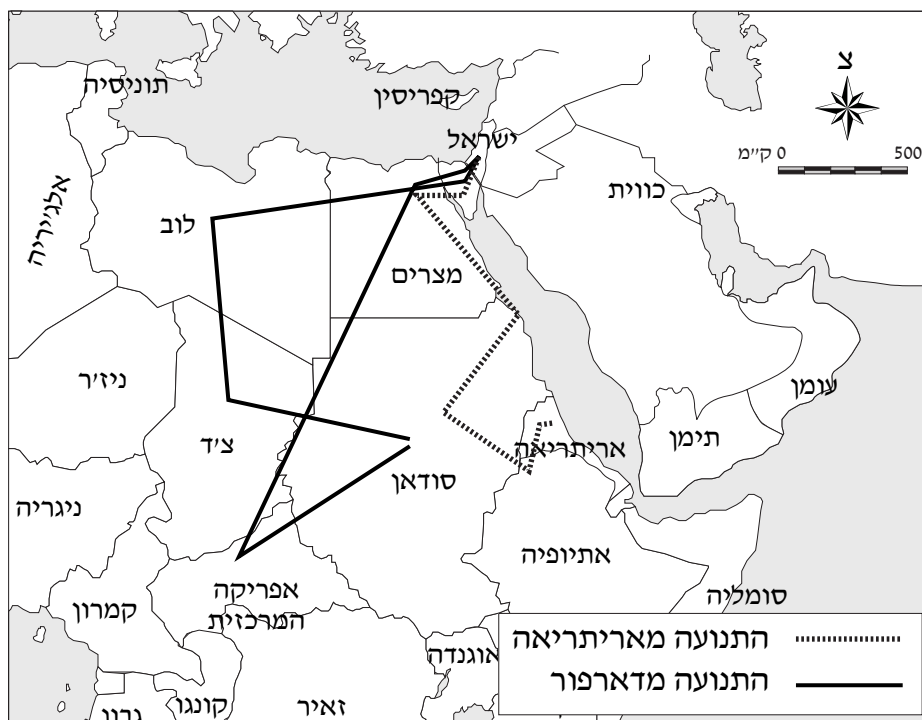 צ
500
0 ק״מ
תוניסיה
קפריסין
ישראל
כווית
אלג׳יריה
לוב
מצרים
ניז׳ר
עומן
תימן
צ׳ד
אריתריאה
סודאן
ניגריה
אתיופיה
סומליה
אפריקה
המרכזית
קמרון
אוגנדה
קונגו
זאיר
גבון
התנועה מאריתריאה
התנועה מדארפור